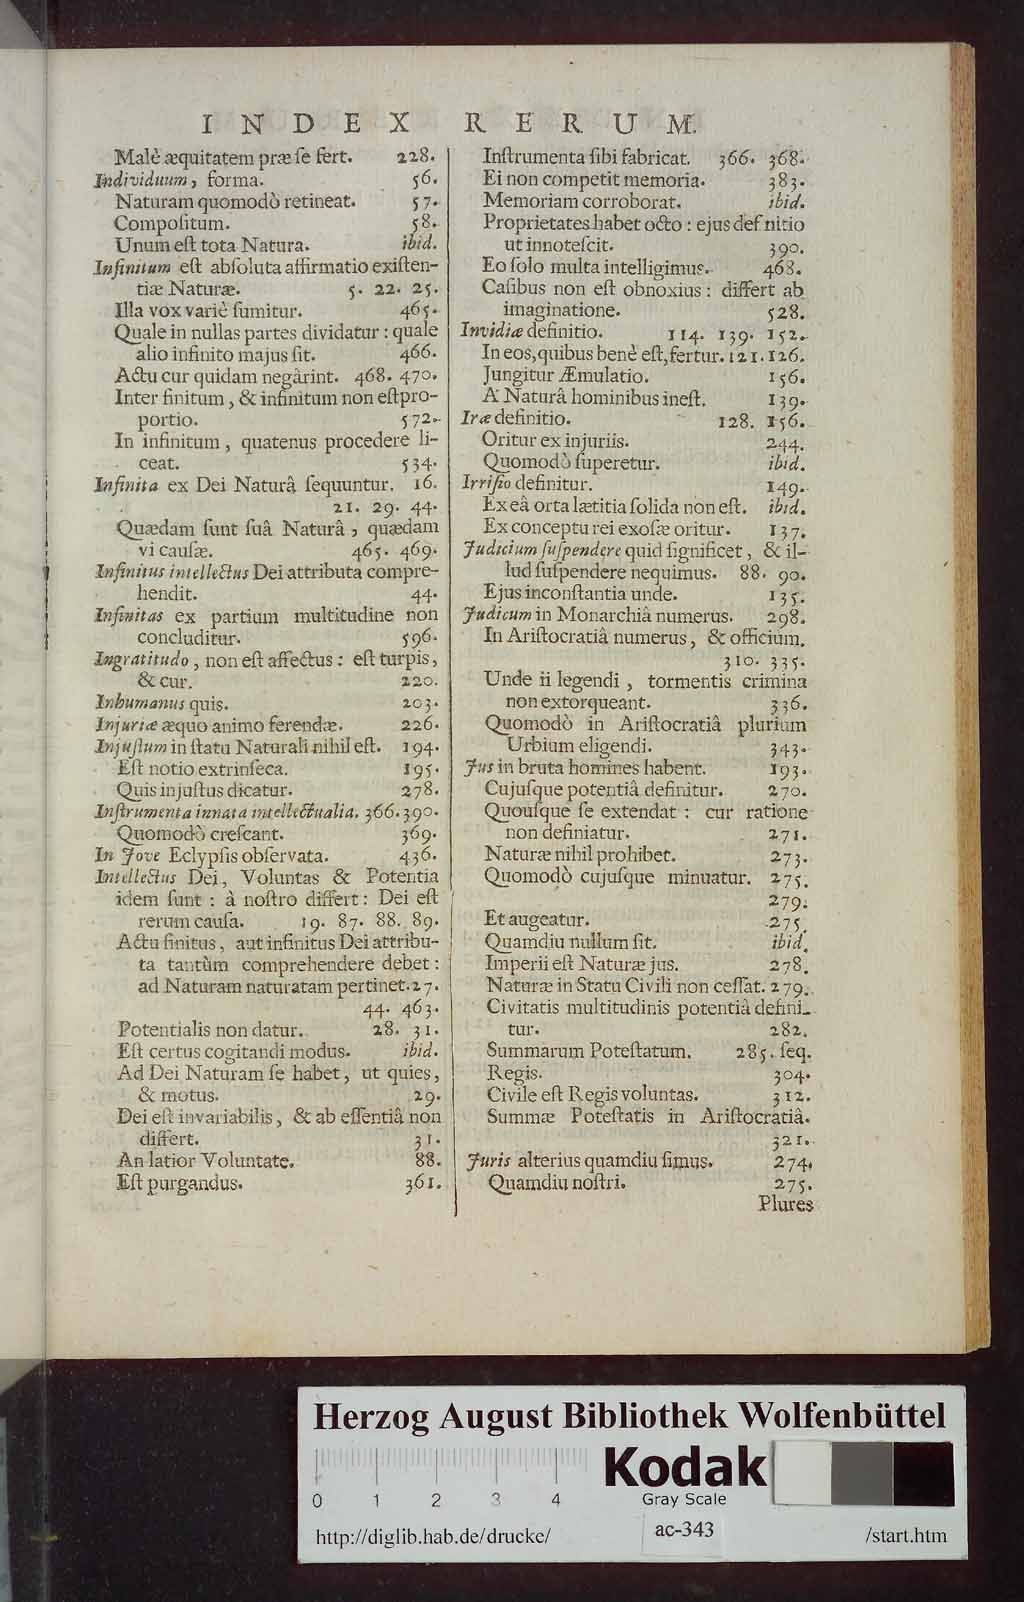 INDEX RERUM.
Malè æquitatem præ ſe fert. 228.
Individuum, forma. 56.
Naturam quomodò retineat. 57.
Compoſitum. 58.
Unum eſt tota Natura. ibid.
Infinitum eſt abſoluta affirmatio exiſten-
tiæ Naturæ. 5. 22. 25.
Illa vox variè ſumitur. 465.
Quale in nullas partes dividatur : quale
alio infinito majus ſit. 466.
Actu cur quidam negârint. 468. 470.
Inter finitum, & infinitum non eſt pro-
portio. 572.
In infinitum, quatenus procedere li-
ceat. 534.
Infinita ex Dei Naturâ ſequuntur. 16.
21. 29. 44.
Quædam ſunt ſuâ Naturâ, quædam
vi cauſæ. 465. 469.
Infinitus intellectus Dei attributa compre-
hendit. 44.
Infinitas ex partium multitudine non
concluditur. 596.
Ingratitudo, non eſt affectus : eſt turpis,
& cur. 220.
Inhumanus quis. 203.
Injuriæ æquo animo ferendæ. 226.
Injuſtum in ſtatu Naturali nihil eſt. 194.
Eſt notio extrinſeca. 195.
Quis injuſtus dicatur. 278.
Inſtrumenta innata intellectualia. 366. 390.
Quomodò creſcant. 369.
In Jove Eclypſis obſervata. 436.
Intellectus Dei, Voluntas & Potentia
idem ſunt : à noſtro differt : Dei eſt
rerum cauſa. 19. 87. 88. 89.
Actu finitus, aut infinitus Dei attribu-
ta tantùm comprehendere debet :
ad Naturam naturatam pertinet. 27.
44. 463.
Potentialis non datur. 28. 31.
Eſt certus cogitandi modus. ibid.
Ad Dei Naturam ſe habet, ut quies,
& motus. 29.
Dei eſt invariabilis, & ab eſſentiâ non
differt. 31.
An latior Voluntate. 88.
Eſt purgandus. 361.
Inſtrumenta ſibi fabricat. 366. 368.
Ei non competit memoria. 383.
Memoriam corroborat. ibid.
Proprietates habet octo : ejus def nitio
ut innoteſcit. 390.
Eo ſolo multa intelligimus. 468.
Caſibus non eſt obnoxius : differt ab
imaginatione. 528.
Invidiæ definitio. 114. 139. 152.
In eos, quibus benè eſt, fertur. 121. 126.
Jungitur Æmulatio. 156.
A Naturâ hominibus ineſt. 139.
Iræ definitio. 128. 156.
Oritur ex injuriis. 244.
Quomodò ſuperetur. ibid.
Irriſio definitur. 149.
Ex eâ orta lætitia ſolida non eſt. ibid.
Ex conceptu rei exoſæ oritur. 137.
Judicium ſuſpendere quid ſignificet, & il-
lud ſuſpendere nequimus. 88. 90.
Ejus inconſtantia unde. 135.
Judicum in Monarchiâ numerus. 298.
In Ariſtocratiâ numerus, & officium.
310. 335.
Unde ii legendi, tormentis crimina
non extorqueant. 336.
Quomodò in Ariſtocratiâ plurium
Urbium eligendi. 343.
Jus in bruta homines habent. 193.
Cujuſque potentiâ definitur. 270.
Quouſque ſe extendat : cur ratione
non definiatur. 271.
Naturæ nihil prohibet. 273.
Quomodò cujuſque minuatur. 275.
279.
Et augeatur. 275.
Quamdiu nullum ſit. ibid.
Imperii eſt Naturæ jus. 278.
Naturæ in Statu Civili non ceſſat. 279.
Civitatis multitudinis potentiâ defini-
tur. 282.
Summarum Poteſtatum. 285. ſeq.
Regis. 304.
Civile eſt Regis voluntas. 312.
Summæ Poteſtatis in Ariſtocratiâ.
321.
Juris alterius quamdiu ſimus. 274.
Quamdiu noſtri. 275.
Plures
Herzog August Bibliothek Wolfenbüttel
Kodak
0 1 2 3 4
Gray Scale
http://diglib.hab.de/drucke/ ac-343 /start.htm